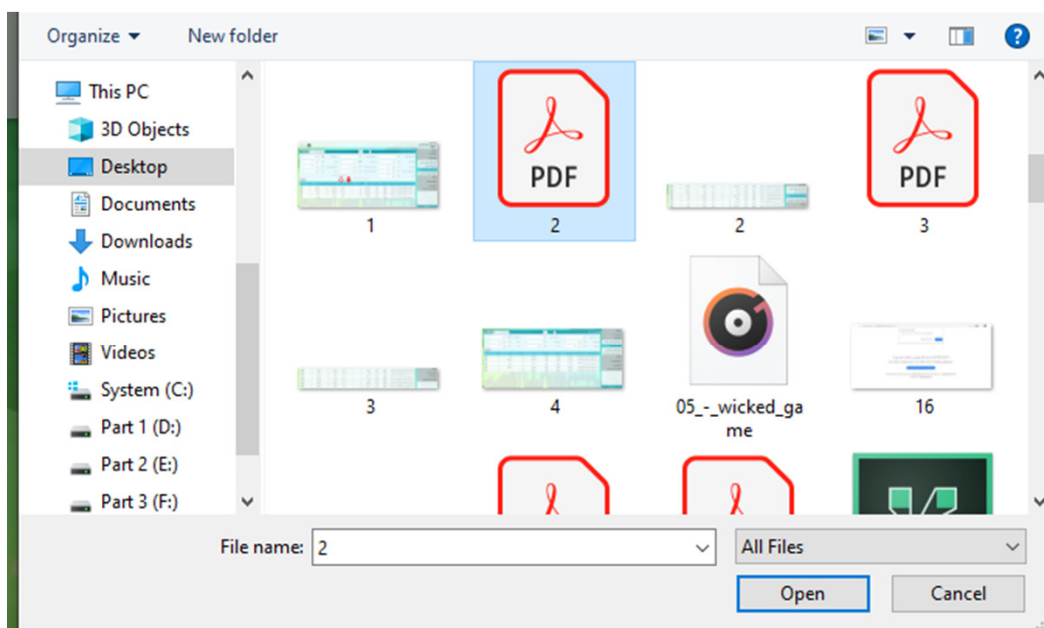 Organize New folder
This PC
3D Objects
Desktop
Documents
Downloads
Music
Pictures
Videos
System (C:)
Part 1 (D:)
Part 2 (E:)
Part 3 (F:)
PDF PDF
1 2 2 3
3 4 05_-_wicked_ga 16
me
File name: 2 All Files
Open Cancel